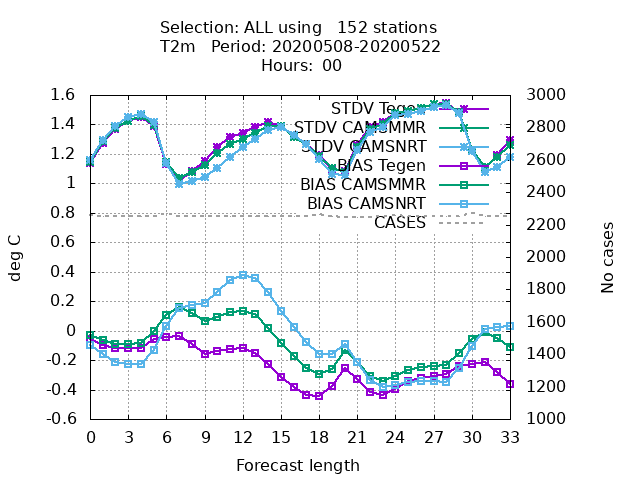 Selection: ALL using   152 stations
T2m   Period: 20200508-20200522
Hours: 00
1.6
1.4
1.2
1
0.8
0.6
0.4
0.2
0
-0.2
-0.4
-0.6
deg C
STDV Tegen
STDV CAMSMMR
STDV CAMSNRT
BIAS Tegen
BIAS CAMSMMR
BIAS CAMSNRT
CASES
3000
2800
2600
2400
2200
2000
1800
1600
1400
1200
1000
No cases
0 3 6 9 12 15 18 21 24 27 30 33
Forecast length